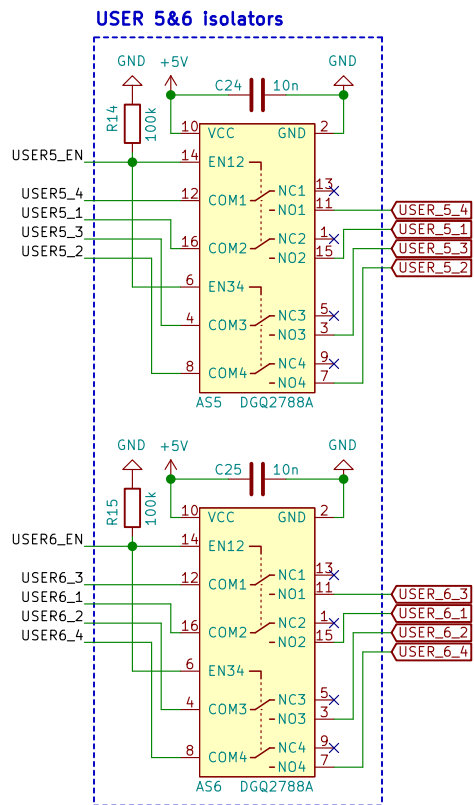 USER 5&6 isolators
GND
+5V
C24
10n
GND
R14
100k
10
VCC
GND
2
USER5_EN
14
EN12
USER5_4
12
COM1
NC1
13
NO1
11
USER_5_4
USER5_1
USER_5_1
USER5_3
16
COM2
NC2
1
USER_5_3
USER5_2
NO2
15
USER_5_2
6
EN34
4
COM3
NC3
5
NO3
3
8
COM4
NC4
9
NO4
7
AS5
DGQ2788A
GND
+5V
C25
10n
GND
R15
100k
10
VCC
GND
2
USER6_EN
14
EN12
USER6_3
12
COM1
NC1
13
NO1
11
USER_6_3
USER6_1
USER_6_1
USER6_2
16
COM2
NC2
1
USER_6_2
USER6_4
NO2
15
USER_6_4
6
EN34
4
COM3
NC3
5
NO3
3
8
COM4
NC4
9
NO4
7
AS6
DGQ2788A